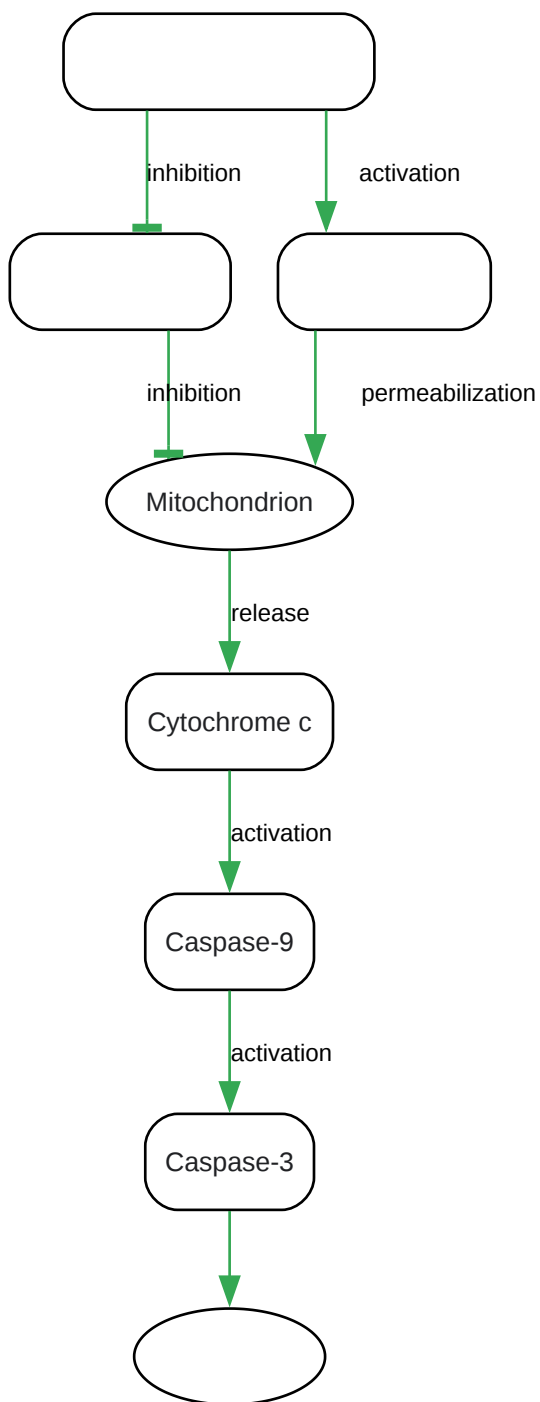 inhibition
activation
inhibition
permeabilization
Mitochondrion
release
Cytochrome c
activation
Caspase-9
activation
Caspase-3